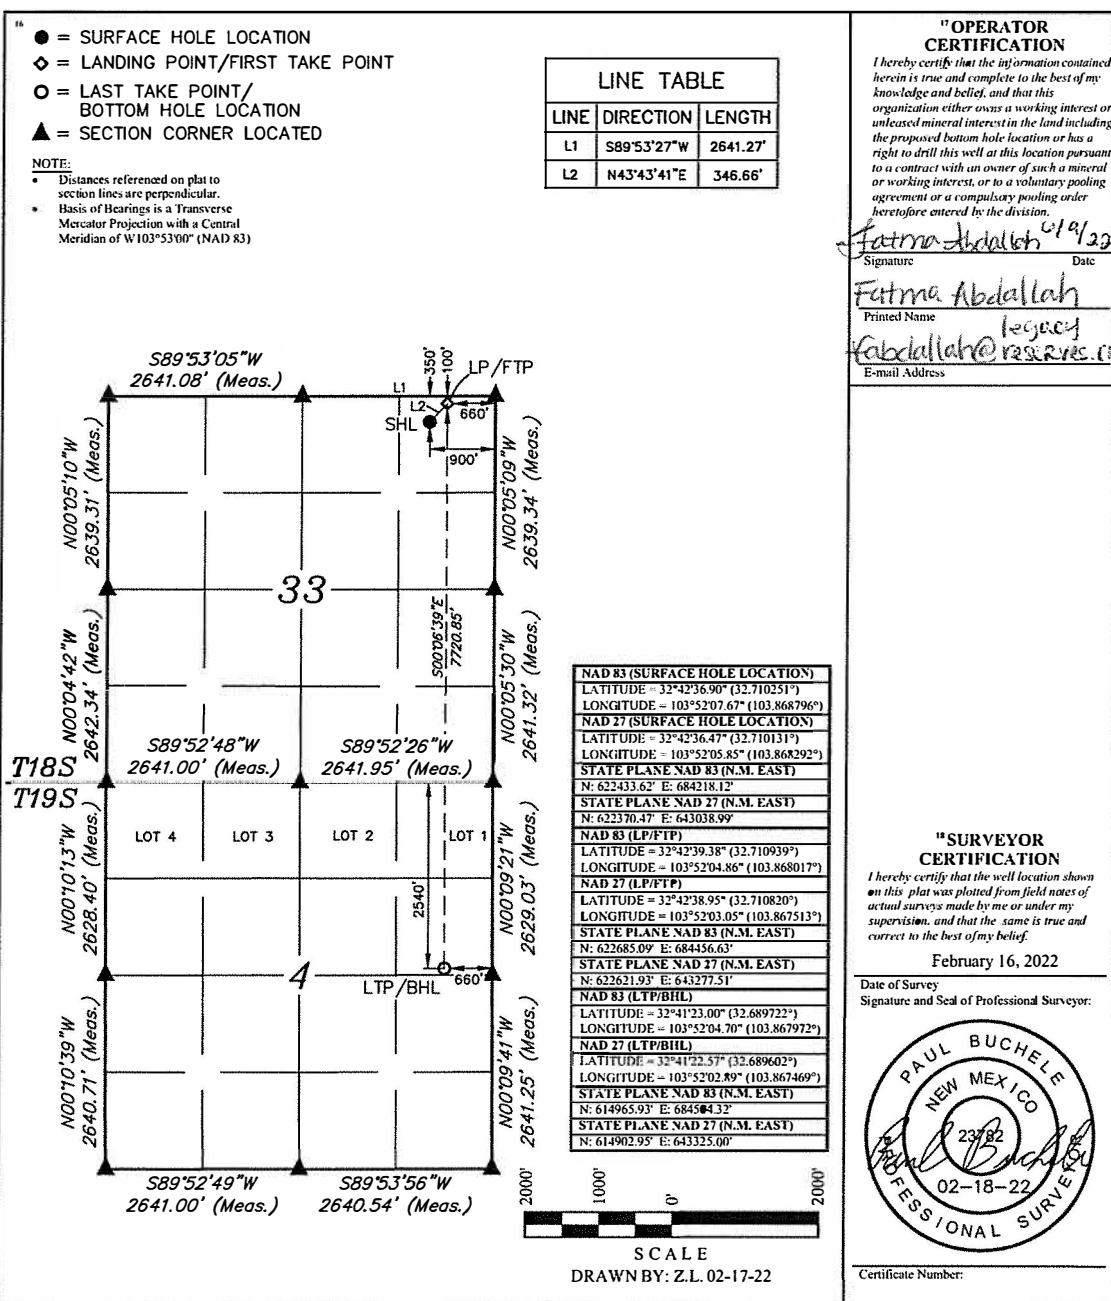 16
● = SURFACE HOLE LOCATION
◇ = LANDING POINT/FIRST TAKE POINT
O = LAST TAKE POINT/
BOTTOM HOLE LOCATION
▲ = SECTION CORNER LOCATED
NOTE:
• Distances referenced on plat to
section lines are perpendicular.
• Basis of Bearings is a Transverse
Mercator Projection with a Central
Meridian of W103°53'00" (NAD 83)
LINE TABLE
LINE DIRECTION LENGTH
L1 S89°53'27"W 2641.27'
L2 N43°43'41"E 346.66'
17 OPERATOR
CERTIFICATION
I hereby certify that the information contained
herein is true and complete to the best of my
knowledge and belief, and that this
organization either owns a working interest or
unleased mineral interest in the land including
the proposed bottom hole location or has a
right to drill this well at this location pursuant
to a contract with an owner of such a mineral
or working interest, or to a voluntary pooling
agreement or a compulsory pooling order
heretofore entered by the division.
Fatma Abdallah 6/9/22
Signature Date
Fatma Abdallah
Printed Name
legacy
fabdallah@ reserves.c
E-mail Address
S89°53'05"W
2641.08' (Meas.)
L1
350'
100'
LP/FTP
L2
660'
SHL
900'
N00°05'10"W
2639.31' (Meas.)
N00°05'09"W
2639.34' (Meas.)
33
S00°06'39"E
7720.85'
N00°04'42"W
2642.34' (Meas.)
N00°05'30"W
2641.32' (Meas.)
S89°52'48"W
2641.00' (Meas.)
S89°52'26"W
2641.95' (Meas.)
T18S
T19S
LOT 4 LOT 3 LOT 2 LOT 1
N00°10'13"W
2628.40' (Meas.)
2540'
N00°09'21"W
2629.03' (Meas.)
4
LTP/BHL
660'
N00°10'39"W
2640.71' (Meas.)
N00°09'41"W
2641.25' (Meas.)
S89°52'49"W
2641.00' (Meas.)
S89°53'56"W
2640.54' (Meas.)
NAD 83 (SURFACE HOLE LOCATION)
LATITUDE = 32°42'36.90" (32.710251°)
LONGITUDE = 103°52'07.67" (103.868796°)
NAD 27 (SURFACE HOLE LOCATION)
LATITUDE = 32°42'36.47" (32.710131°)
LONGITUDE = 103°52'05.85" (103.868292°)
STATE PLANE NAD 83 (N.M. EAST)
N: 622433.62' E: 684218.12'
STATE PLANE NAD 27 (N.M. EAST)
N: 622370.47' E: 643038.99'
NAD 83 (LP/FTP)
LATITUDE = 32°42'39.38" (32.710939°)
LONGITUDE = 103°52'04.86" (103.868017°)
NAD 27 (LP/FTP)
LATITUDE = 32°42'38.95" (32.710820°)
LONGITUDE = 103°52'03.05" (103.867513°)
STATE PLANE NAD 83 (N.M. EAST)
N: 622685.09' E: 684456.63'
STATE PLANE NAD 27 (N.M. EAST)
N: 622621.93' E: 643277.51'
NAD 83 (LTP/BHL)
LATITUDE = 32°41'23.00" (32.689722°)
LONGITUDE = 103°52'04.70" (103.867972°)
NAD 27 (LTP/BHL)
LATITUDE = 32°41'22.57" (32.689602°)
LONGITUDE = 103°52'02.89" (103.867469°)
STATE PLANE NAD 83 (N.M. EAST)
N: 614965.93' E: 684504.32'
STATE PLANE NAD 27 (N.M. EAST)
N: 614902.95' E: 643325.00'
2000' 1000' 0' 2000'
SCALE
DRAWN BY: Z.L. 02-17-22
18 SURVEYOR
CERTIFICATION
I hereby certify that the well location shown
on this plat was plotted from field notes of
actual surveys made by me or under my
supervision, and that the same is true and
correct to the best of my belief.
February 16, 2022
Date of Survey
Signature and Seal of Professional Surveyor:
PAUL BUCHELE
NEW MEXICO
23782
Paul Buchele
02-18-22
PROFESSIONAL SURVEYOR
Certificate Number: